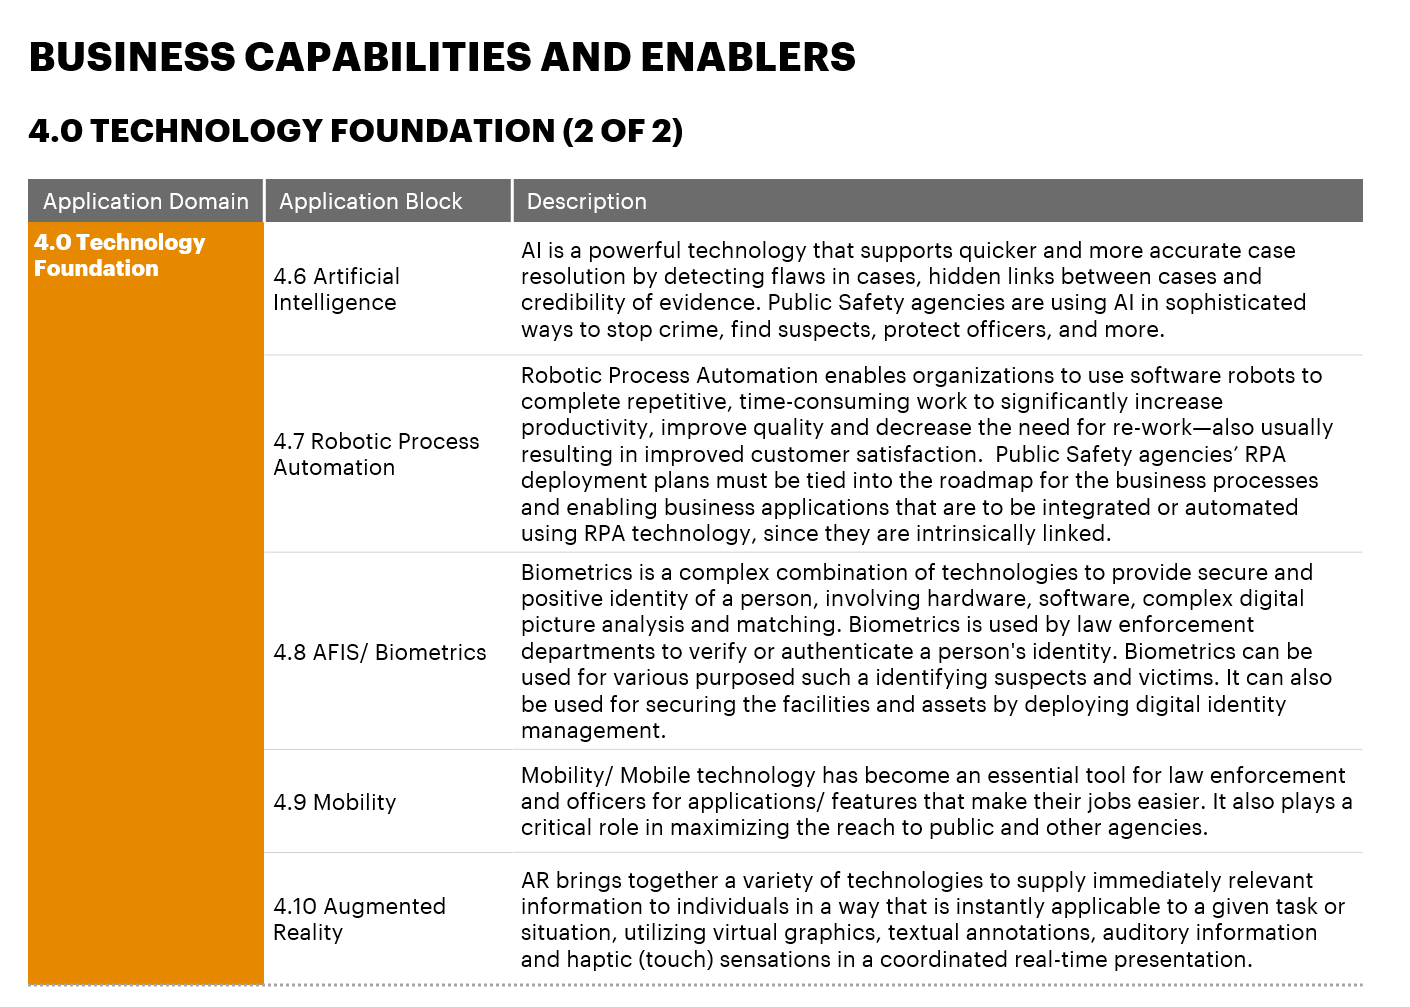 BUSINESS CAPABILITIES AND ENABLERS
4.0 TECHNOLOGY FOUNDATION (2 OF 2)
Application Domain Application Block Description
4.0 Technology
Foundation
4.6 Artificial
Intelligence
AI is a powerful technology that supports quicker and more accurate case
resolution by detecting flaws in cases, hidden links between cases and
credibility of evidence. Public Safety agencies are using AI in sophisticated
ways to stop crime, find suspects, protect officers, and more.
4.7 Robotic Process
Automation
Robotic Process Automation enables organizations to use software robots to
complete repetitive, time-consuming work to significantly increase
productivity, improve quality and decrease the need for re-work—also usually
resulting in improved customer satisfaction.  Public Safety agencies’ RPA
deployment plans must be tied into the roadmap for the business processes
and enabling business applications that are to be integrated or automated
using RPA technology, since they are intrinsically linked.
4.8 AFIS/ Biometrics
Biometrics is a complex combination of technologies to provide secure and
positive identity of a person, involving hardware, software, complex digital
picture analysis and matching. Biometrics is used by law enforcement
departments to verify or authenticate a person's identity. Biometrics can be
used for various purposed such a identifying suspects and victims. It can also
be used for securing the facilities and assets by deploying digital identity
management.
4.9 Mobility
Mobility/ Mobile technology has become an essential tool for law enforcement
and officers for applications/ features that make their jobs easier. It also plays a
critical role in maximizing the reach to public and other agencies.
4.10 Augmented
Reality
AR brings together a variety of technologies to supply immediately relevant
information to individuals in a way that is instantly applicable to a given task or
situation, utilizing virtual graphics, textual annotations, auditory information
and haptic (touch) sensations in a coordinated real-time presentation.